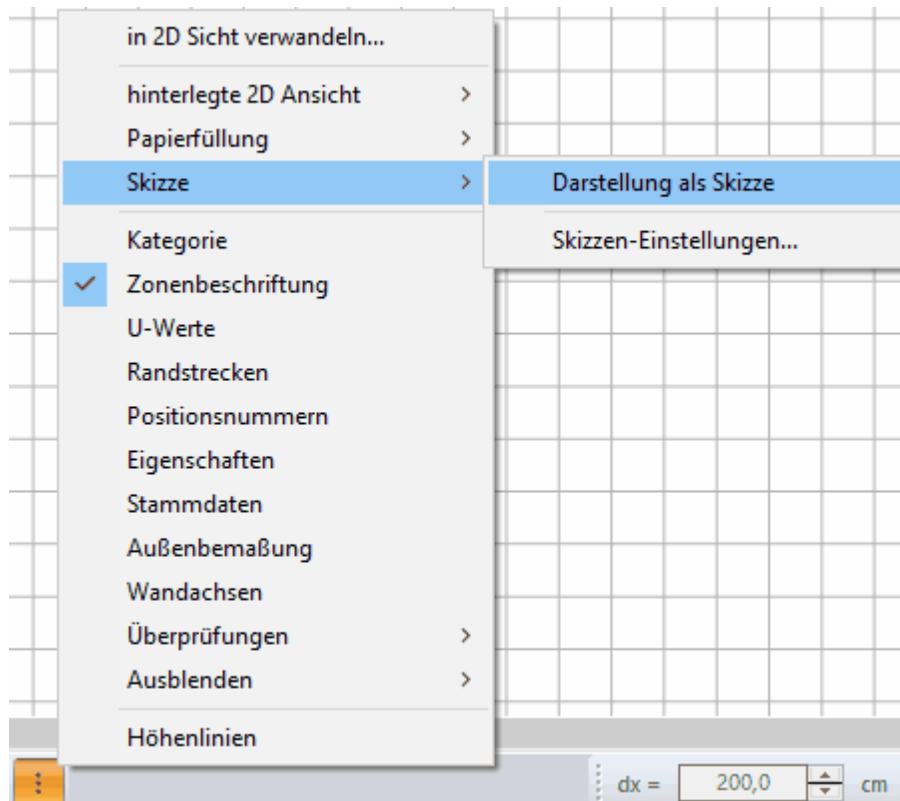 in 2D Sicht verwandeln...
hinterlegte 2D Ansicht
Papierfüllung
Skizze
Darstellung als Skizze
Skizzen-Einstellungen...
Kategorie
Zonenbeschriftung
U-Werte
Randstrecken
Positionsnummern
Eigenschaften
Stammdaten
Außenbemaßung
Wandachsen
Überprüfungen
Ausblenden
Höhenlinien
dx = 200,0 cm